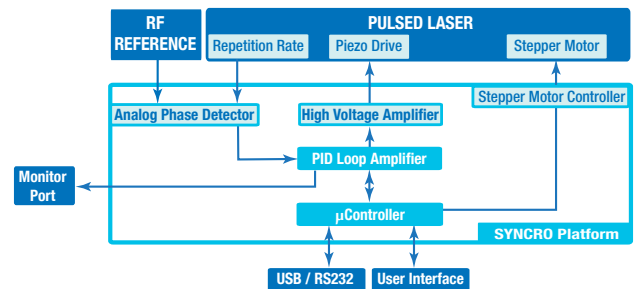 RF
REFERENCE
PULSED LASER
Repetition Rate
Piezo Drive
Stepper Motor
Stepper Motor Controller
Analog Phase Detector
High Voltage Amplifier
PID Loop Amplifier
Monitor
Port
µController
SYNCRO Platform
USB / RS232
User Interface